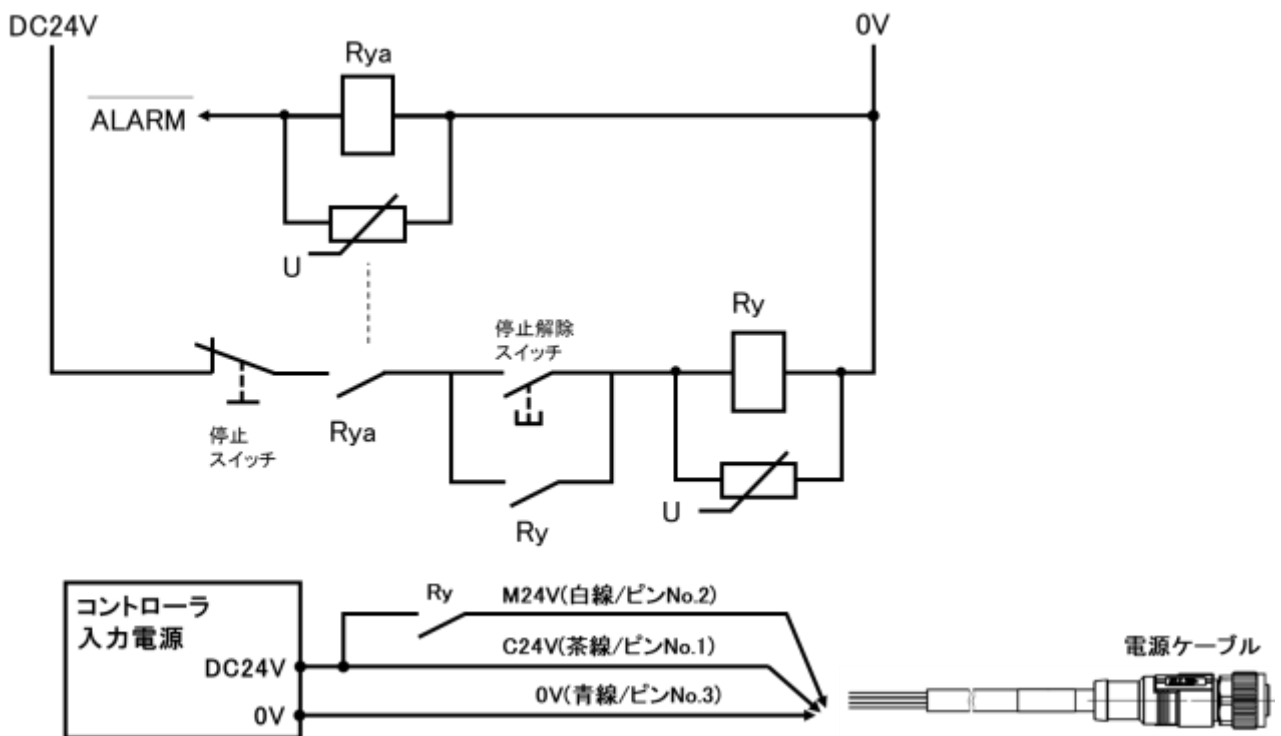 DC24V
0V
Rya
ALARM
U
停止解除
スイッチ
Ry
停止
スイッチ
Rya
Ry
U
コントローラ
入力電源
DC24V
0V
Ry
M24V(白線/ピンNo.2)
C24V(茶線/ピンNo.1)
0V(青線/ピンNo.3)
電源ケーブル